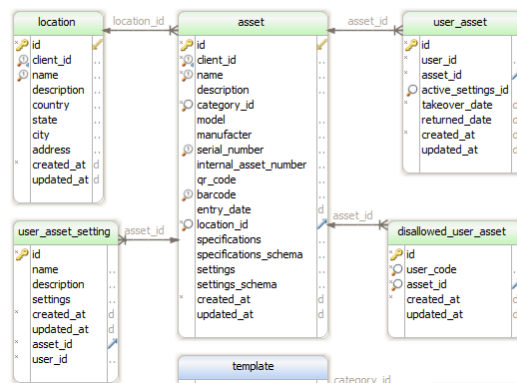 location
id
client_id
name
description
country
state
city
address
created_at
updated_at
location_id
asset
id
client_id
name
description
category_id
model
manufacter
serial_number
internal_asset_number
qr_code
barcode
entry_date
location_id
specifications
specifications_schema
settings
settings_schema
created_at
updated_at
asset_id
user_asset
id
user_id
asset_id
active_settings_id
takeover_date
returned_date
created_at
updated_at
user_asset_setting
id
name
description
settings
created_at
updated_at
asset_id
user_id
asset_id
asset_id
disallowed_user_asset
id
user_code
asset_id
created_at
updated_at
template
category_id